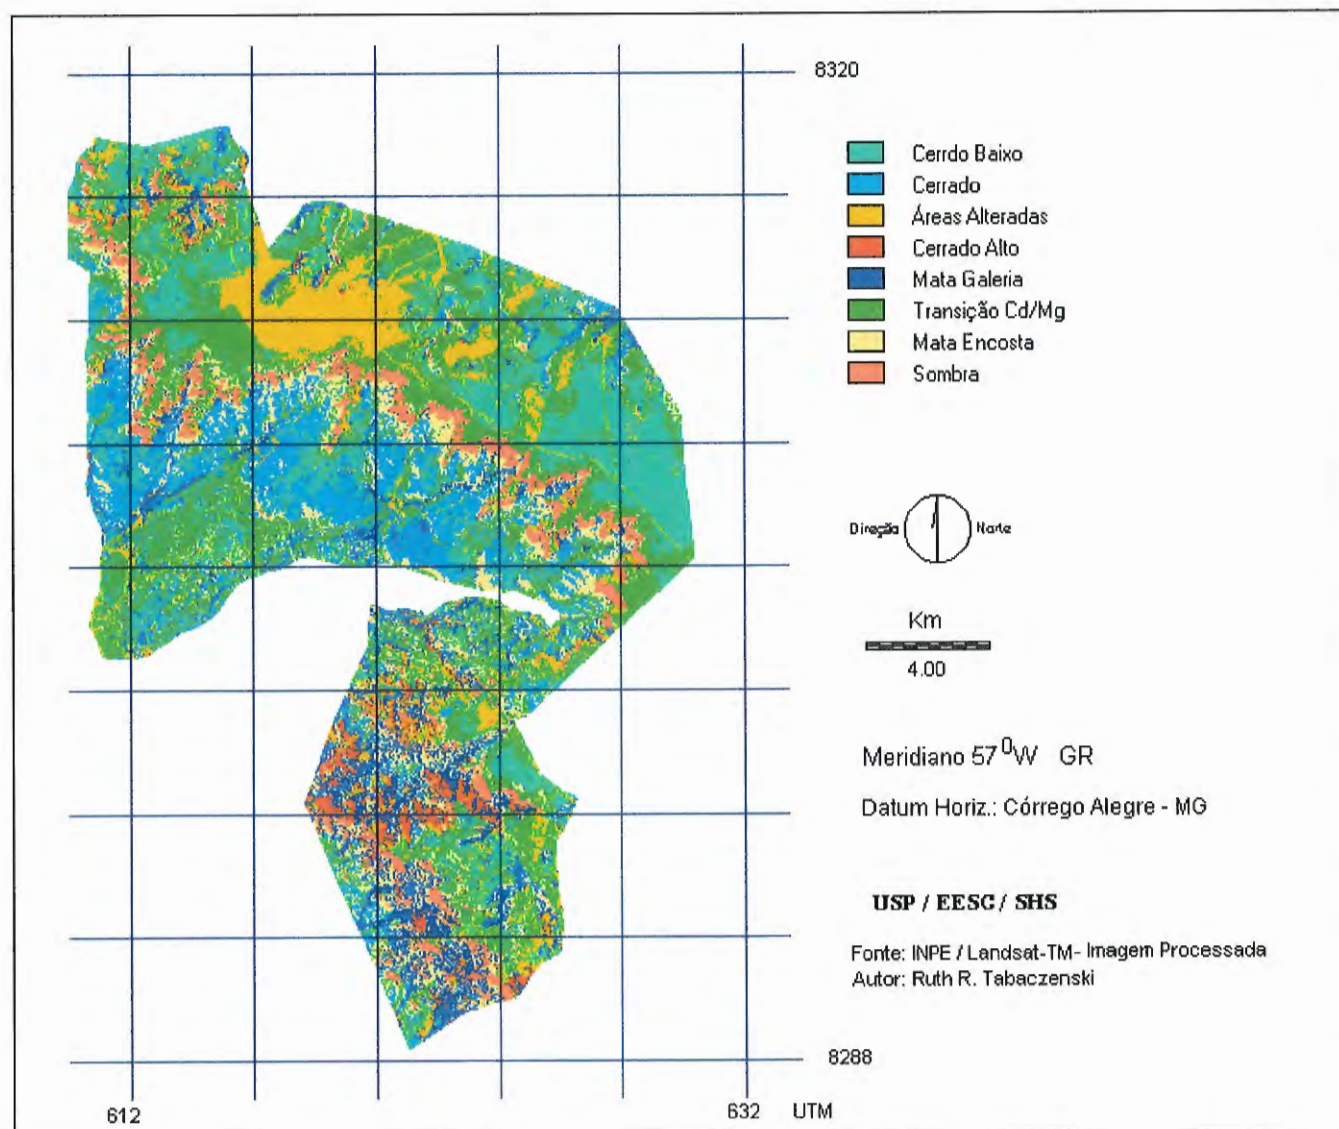 8320
Cerrdo Baixo
Cerrado
Áreas Alteradas
Cerrado Alto
Mata Galeria
Transição Cd/Mg
Mata Encosta
Sombra
Direção Norte
Km
4.00
Meridiano 57⁰W GR
Datum Horiz.: Córrego Alegre - MG
USP / EESC / SHS
Fonte: INPE / Landsat-TM- Imagem Processada
Autor: Ruth R. Tabaczenski
8288
612 632 UTM